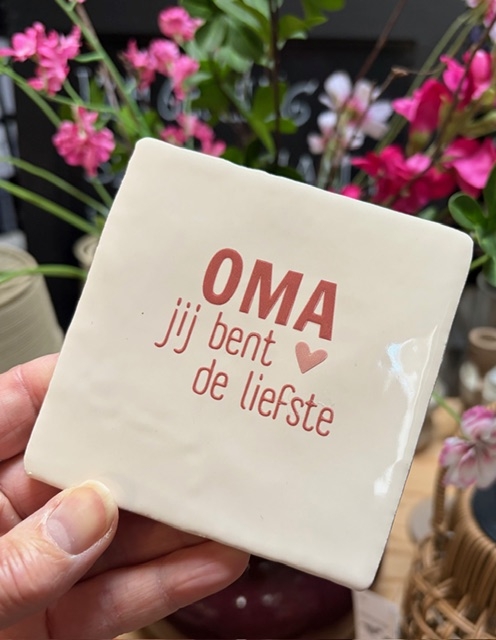 OMA
jij bent
de liefste